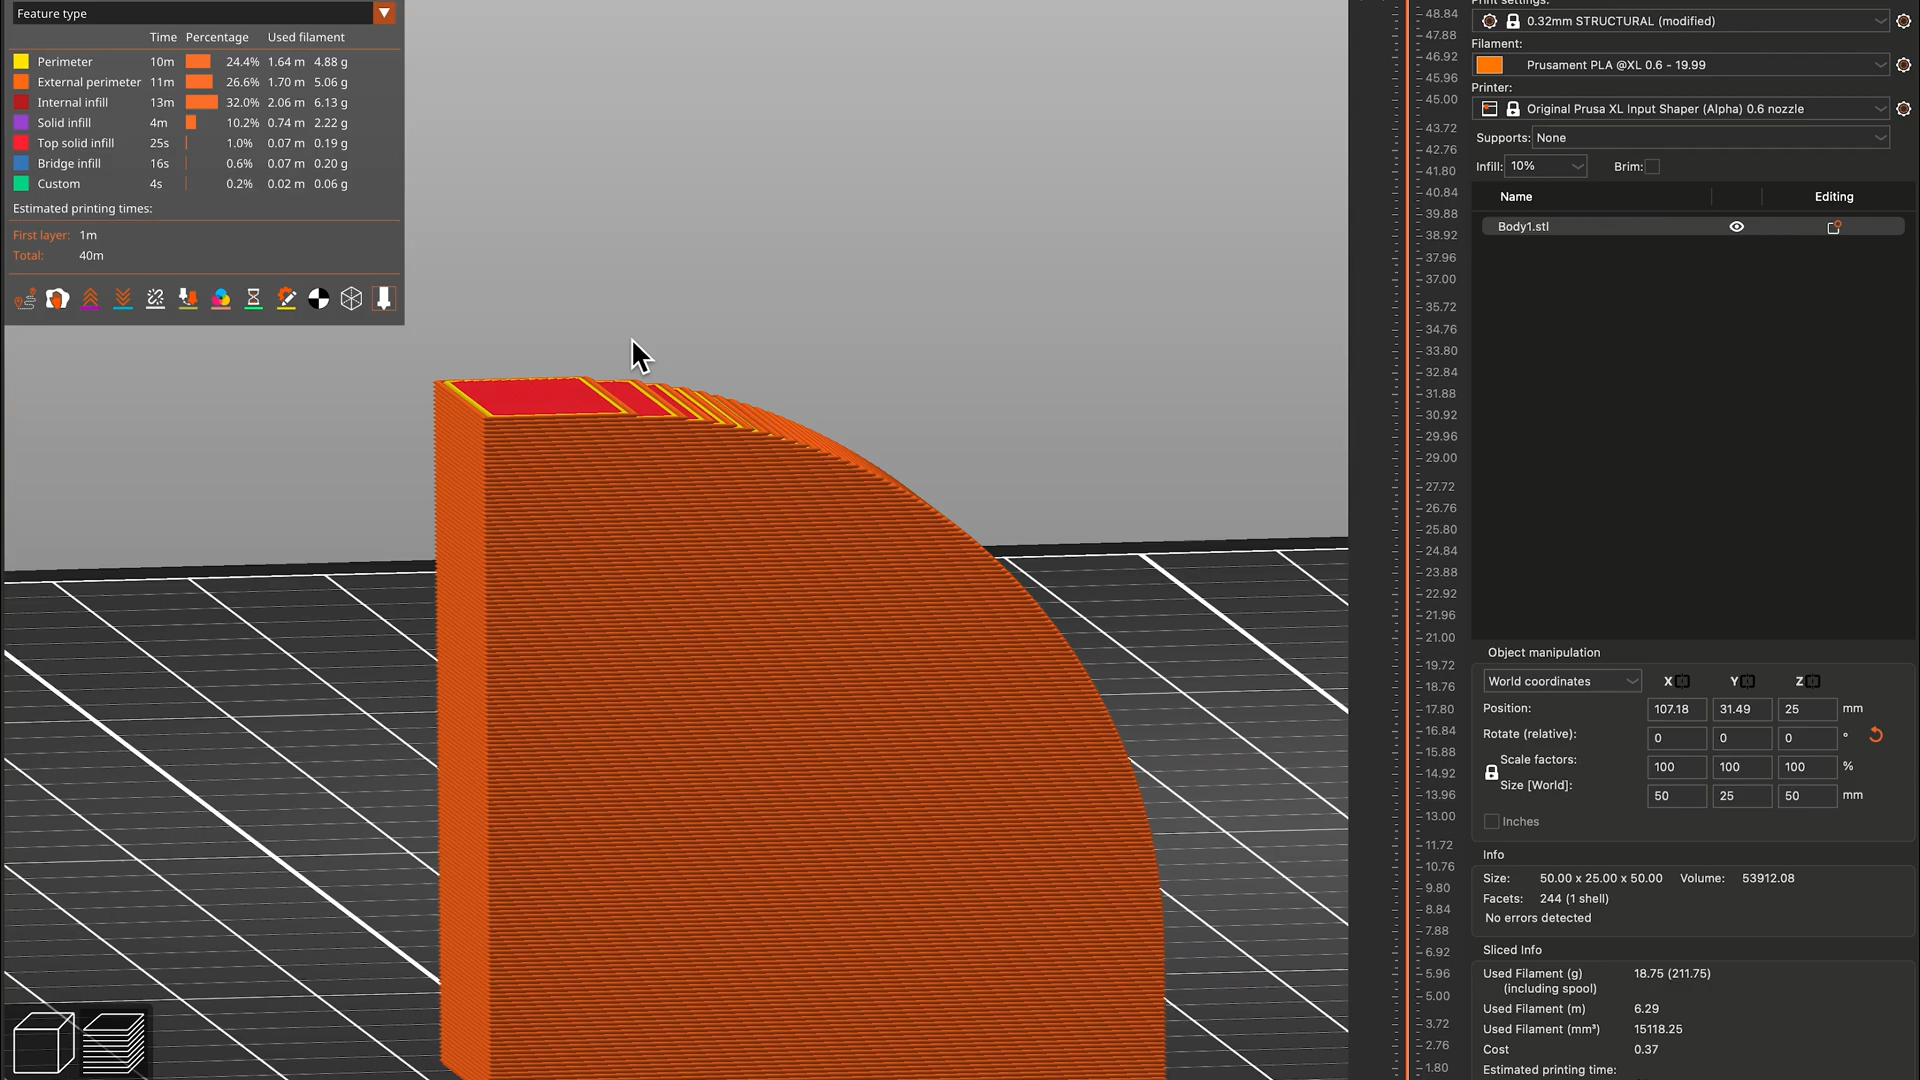 Feature type
Time Percentage Used filament
Perimeter 10m 24.4% 1.64 m 4.88 g
External perimeter 11m 26.6% 1.70 m 5.06 g
Internal infill 13m 32.0% 2.06 m 6.13 g
Solid infill 4m 10.2% 0.74 m 2.22 g
Top solid infill 25s 1.0% 0.07 m 0.19 g
Bridge infill 16s 0.6% 0.07 m 0.20 g
Custom 4s 0.2% 0.02 m 0.06 g
Estimated printing times:
First layer: 1m
Total: 40m
48.84
47.88
46.92
45.96
45.00
43.72
42.76
41.80
40.84
39.88
38.92
37.96
37.00
35.72
34.76
33.80
32.84
31.88
30.92
29.96
29.00
27.72
26.76
25.80
24.84
23.88
22.92
21.96
21.00
19.72
18.76
17.80
16.84
15.88
14.92
13.96
13.00
11.72
10.76
9.80
8.84
7.88
6.92
5.96
5.00
3.72
2.76
1.80
Print settings:
0.32mm STRUCTURAL (modified)
Filament:
Prusament PLA @XL 0.6 - 19.99
Printer:
Original Prusa XL Input Shaper (Alpha) 0.6 nozzle
Supports: None
Infill: 10% Brim:
Name Editing
Body1.stl
Object manipulation
World coordinates X Y Z
Position: 107.18 31.49 25 mm
Rotate (relative): 0 0 0 °
Scale factors: 100 100 100 %
Size [World]: 50 25 50 mm
Inches
Info
Size: 50.00 x 25.00 x 50.00 Volume: 53912.08
Facets: 244 (1 shell)
No errors detected
Sliced Info
Used Filament (g) 18.75 (211.75)
(including spool)
Used Filament (m) 6.29
Used Filament (mm³) 15118.25
Cost 0.37
Estimated printing time: